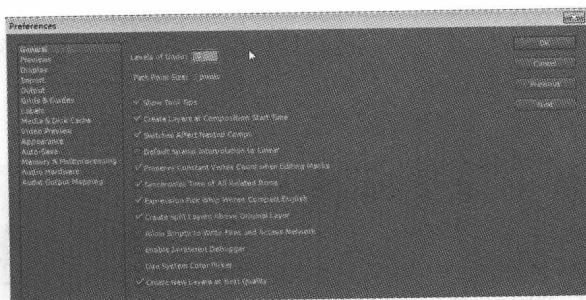 Preferences
General
Previews
Display
Import
Output
Grids & Guides
Labels
Media & Disk Cache
Video Preview
Appearance
Auto-Save
Memory & Multiprocessing
Audio Hardware
Audio Output Mapping
Levels of Undo:
Path Point Size: pixels
Show Tool Tips
Create Layers at Composition Start Time
Switches Affect Nested Comps
Default Spatial Interpolation to Linear
Preserve Constant Vertex Count when Editing Masks
Synchronize Time of All Related Items
Expression Pick Whip Writes Compact English
Create Split Layers Above Original Layer
Allow Scripts to Write Files and Access Network
Enable JavaScript Debugger
Use System Color Picker
Create New Layers at Best Quality
OK
Cancel
Previous
Next